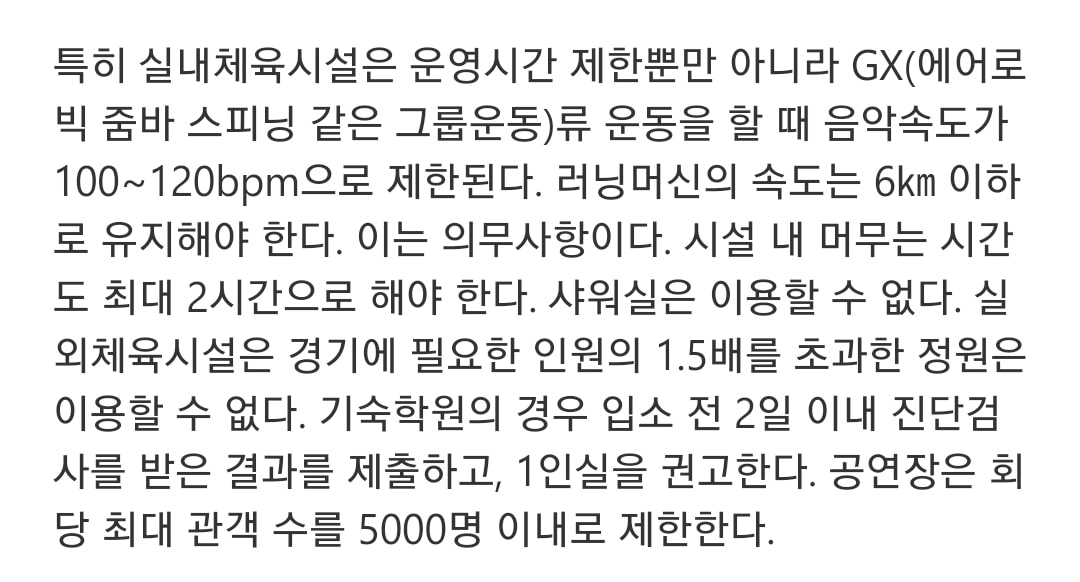 특히 실내체육시설은 운영시간 제한뿐만 아니라 GX(에어로
빅 줌바 스피닝 같은 그룹운동)류 운동을 할 때 음악속도가
100~120bpm으로 제한된다. 러닝머신의 속도는 6㎞ 이하
로 유지해야 한다. 이는 의무사항이다. 시설 내 머무는 시간
도 최대 2시간으로 해야 한다. 샤워실은 이용할 수 없다. 실
외체육시설은 경기에 필요한 인원의 1.5배를 초과한 정원은
이용할 수 없다. 기숙학원의 경우 입소 전 2일 이내 진단검
사를 받은 결과를 제출하고, 1인실을 권고한다. 공연장은 회
당 최대 관객 수를 5000명 이내로 제한한다.